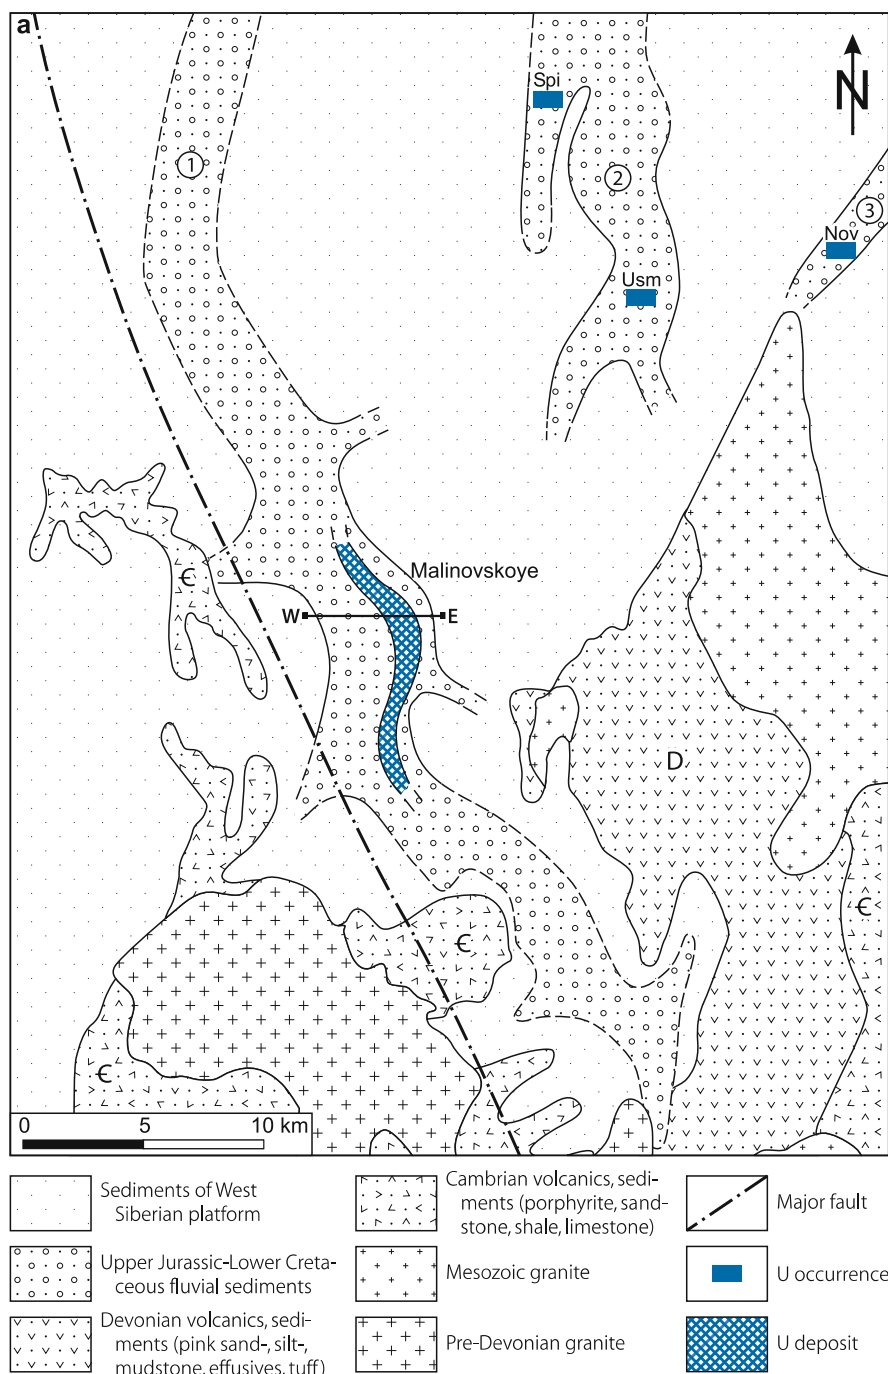 a
N
Spi
1
2
3
Nov
Usm
Malinovskoye
Є
W
E
D
Є
Є
Є
0 5 10 km
Sediments of West
Siberian platform
Upper Jurassic-Lower Creta-
ceous fluvial sediments
Devonian volcanics, sedi-
ments (pink sand-, silt-,
mudstone, effusives, tuff)
Cambrian volcanics, sedi-
ments (porphyrite, sand-
stone, shale, limestone)
Mesozoic granite
Pre-Devonian granite
Major fault
U occurrence
U deposit